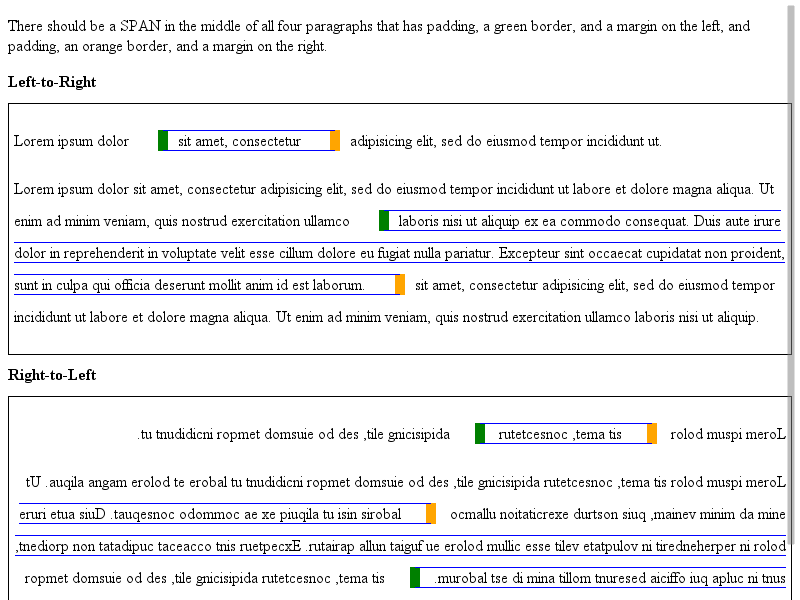 There should be a SPAN in the middle of all four paragraphs that has padding, a green border, and a margin on the left, and
padding, an orange border, and a margin on the right.
Left-to-Right
Lorem ipsum dolor sit amet, consectetur adipisicing elit, sed do eiusmod tempor incididunt ut.
Lorem ipsum dolor sit amet, consectetur adipisicing elit, sed do eiusmod tempor incididunt ut labore et dolore magna aliqua. Ut
enim ad minim veniam, quis nostrud exercitation ullamco laboris nisi ut aliquip ex ea commodo consequat. Duis aute irure
dolor in reprehenderit in voluptate velit esse cillum dolore eu fugiat nulla pariatur. Excepteur sint occaecat cupidatat non proident,
sunt in culpa qui officia deserunt mollit anim id est laborum. sit amet, consectetur adipisicing elit, sed do eiusmod tempor
incididunt ut labore et dolore magna aliqua. Ut enim ad minim veniam, quis nostrud exercitation ullamco laboris nisi ut aliquip.
Right-to-Left
.tu tnudidicni ropmet domsuie od des ,tile gnicisipida rutetcesnoc ,tema tis rolod muspi meroL
tU .auqila angam erolod te erobal tu tnudidicni ropmet domsuie od des ,tile gnicisipida rutetcesnoc ,tema tis rolod muspi meroL
eruri etua siuD .tauqesnoc odommoc ae xe piuqila tu isin sirobal ocmallu noitaticrexe durtson siuq ,mainev minim da mine
,tnediorp non tatadipuc taceacco tnis ruetpecxE .rutairap allun taiguf ue erolod mullic esse tilev etatpulov ni tiredneherper ni rolod
ropmet domsuie od des ,tile gnicisipida rutetcesnoc ,tema tis .murobal tse di mina tillom tnuresed aiciffo iuq apluc ni tnus